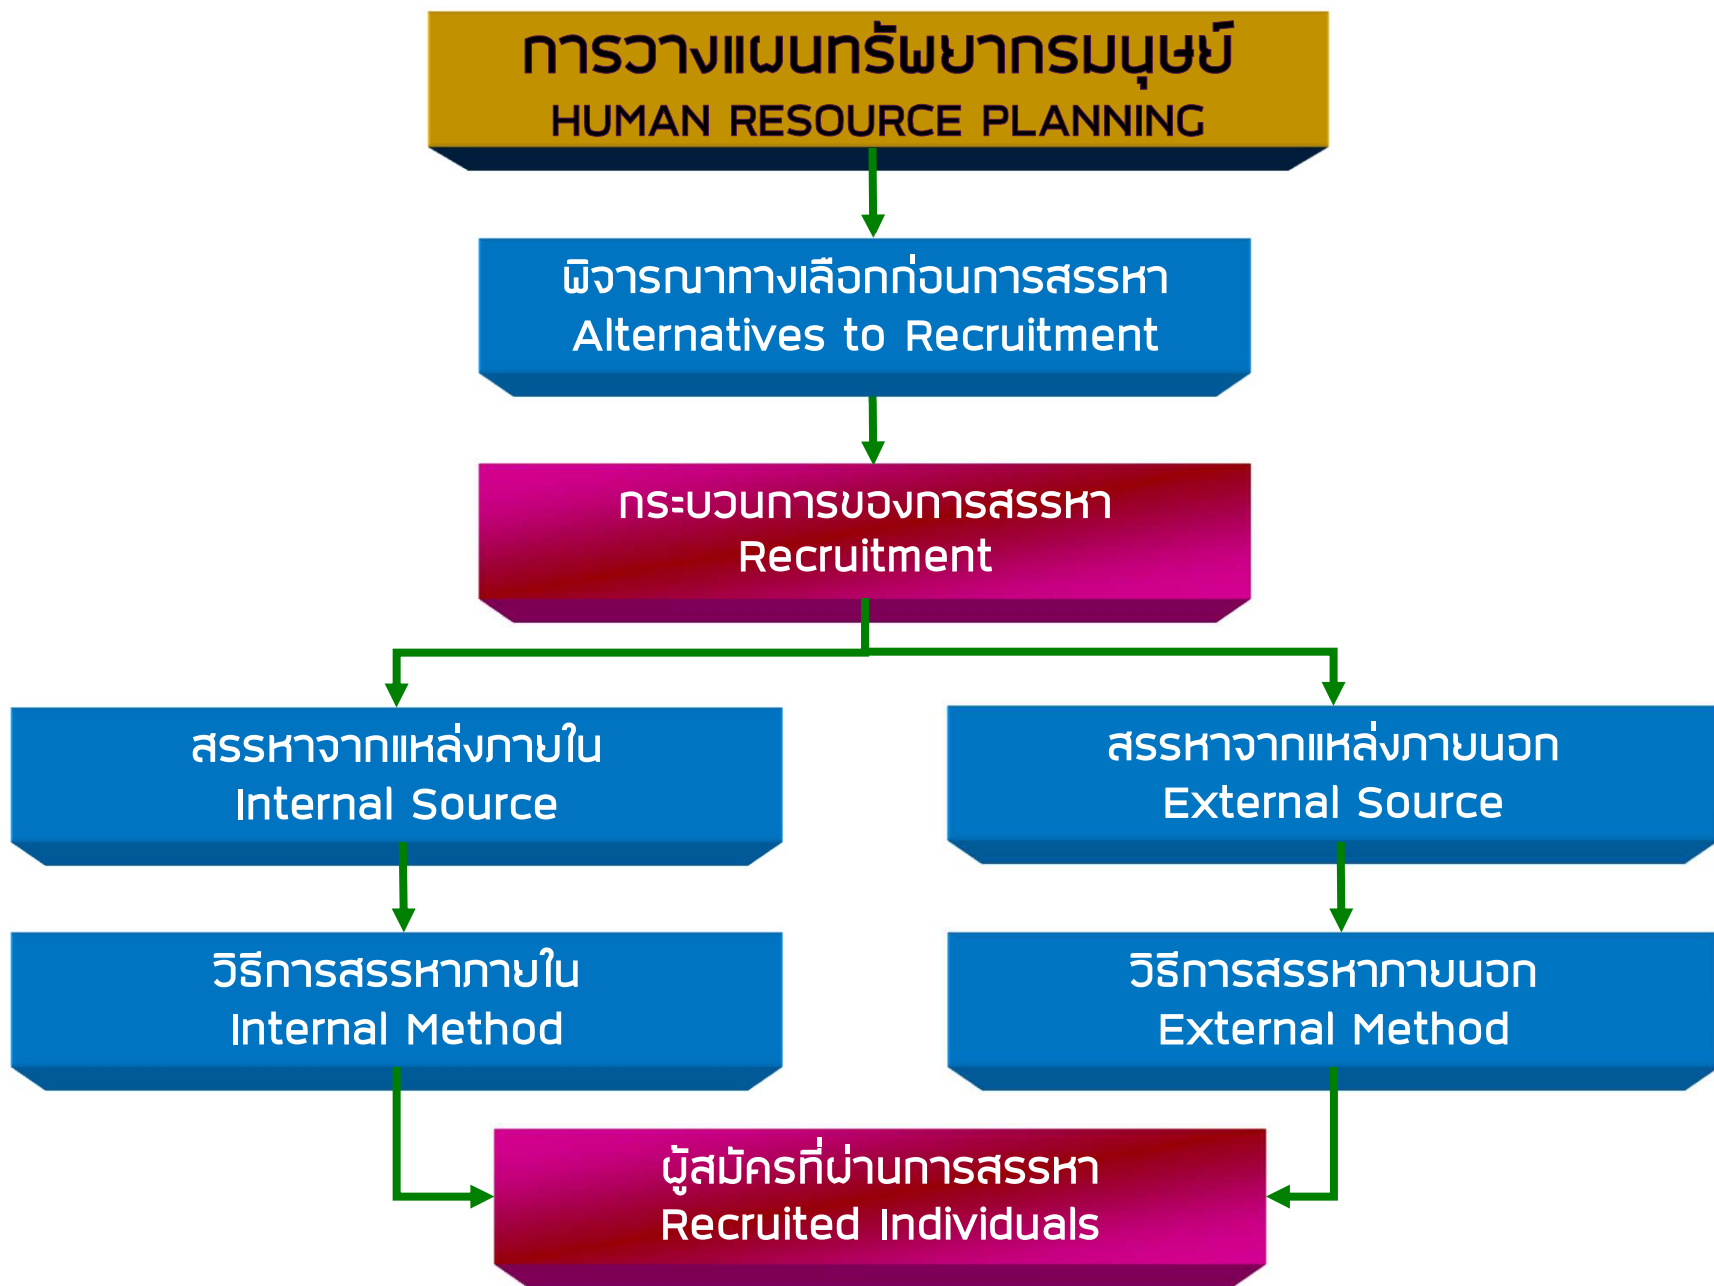 การวางแผนทรัพยากรมนุษย์
HUMAN RESOURCE PLANNING
พิจารณาทางเลือกก่อนการสรรหา
Alternatives to Recruitment
กระบวนการของการสรรหา
Recruitment
สรรหาจากแหล่งภายใน
Internal Source
สรรหาจากแหล่งภายนอก
External Source
วิธีการสรรหาภายใน
Internal Method
วิธีการสรรหาภายนอก
External Method
ผู้สมัครที่ผ่านการสรรหา
Recruited Individuals